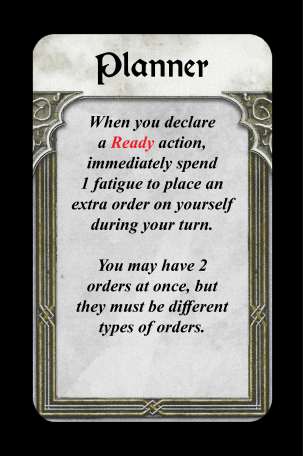 Planner
When you declare
a Ready action,
immediately spend
1 fatigue to place an
extra order on yourself
during your turn.
You may have 2
orders at once, but
they must be different
types of orders.